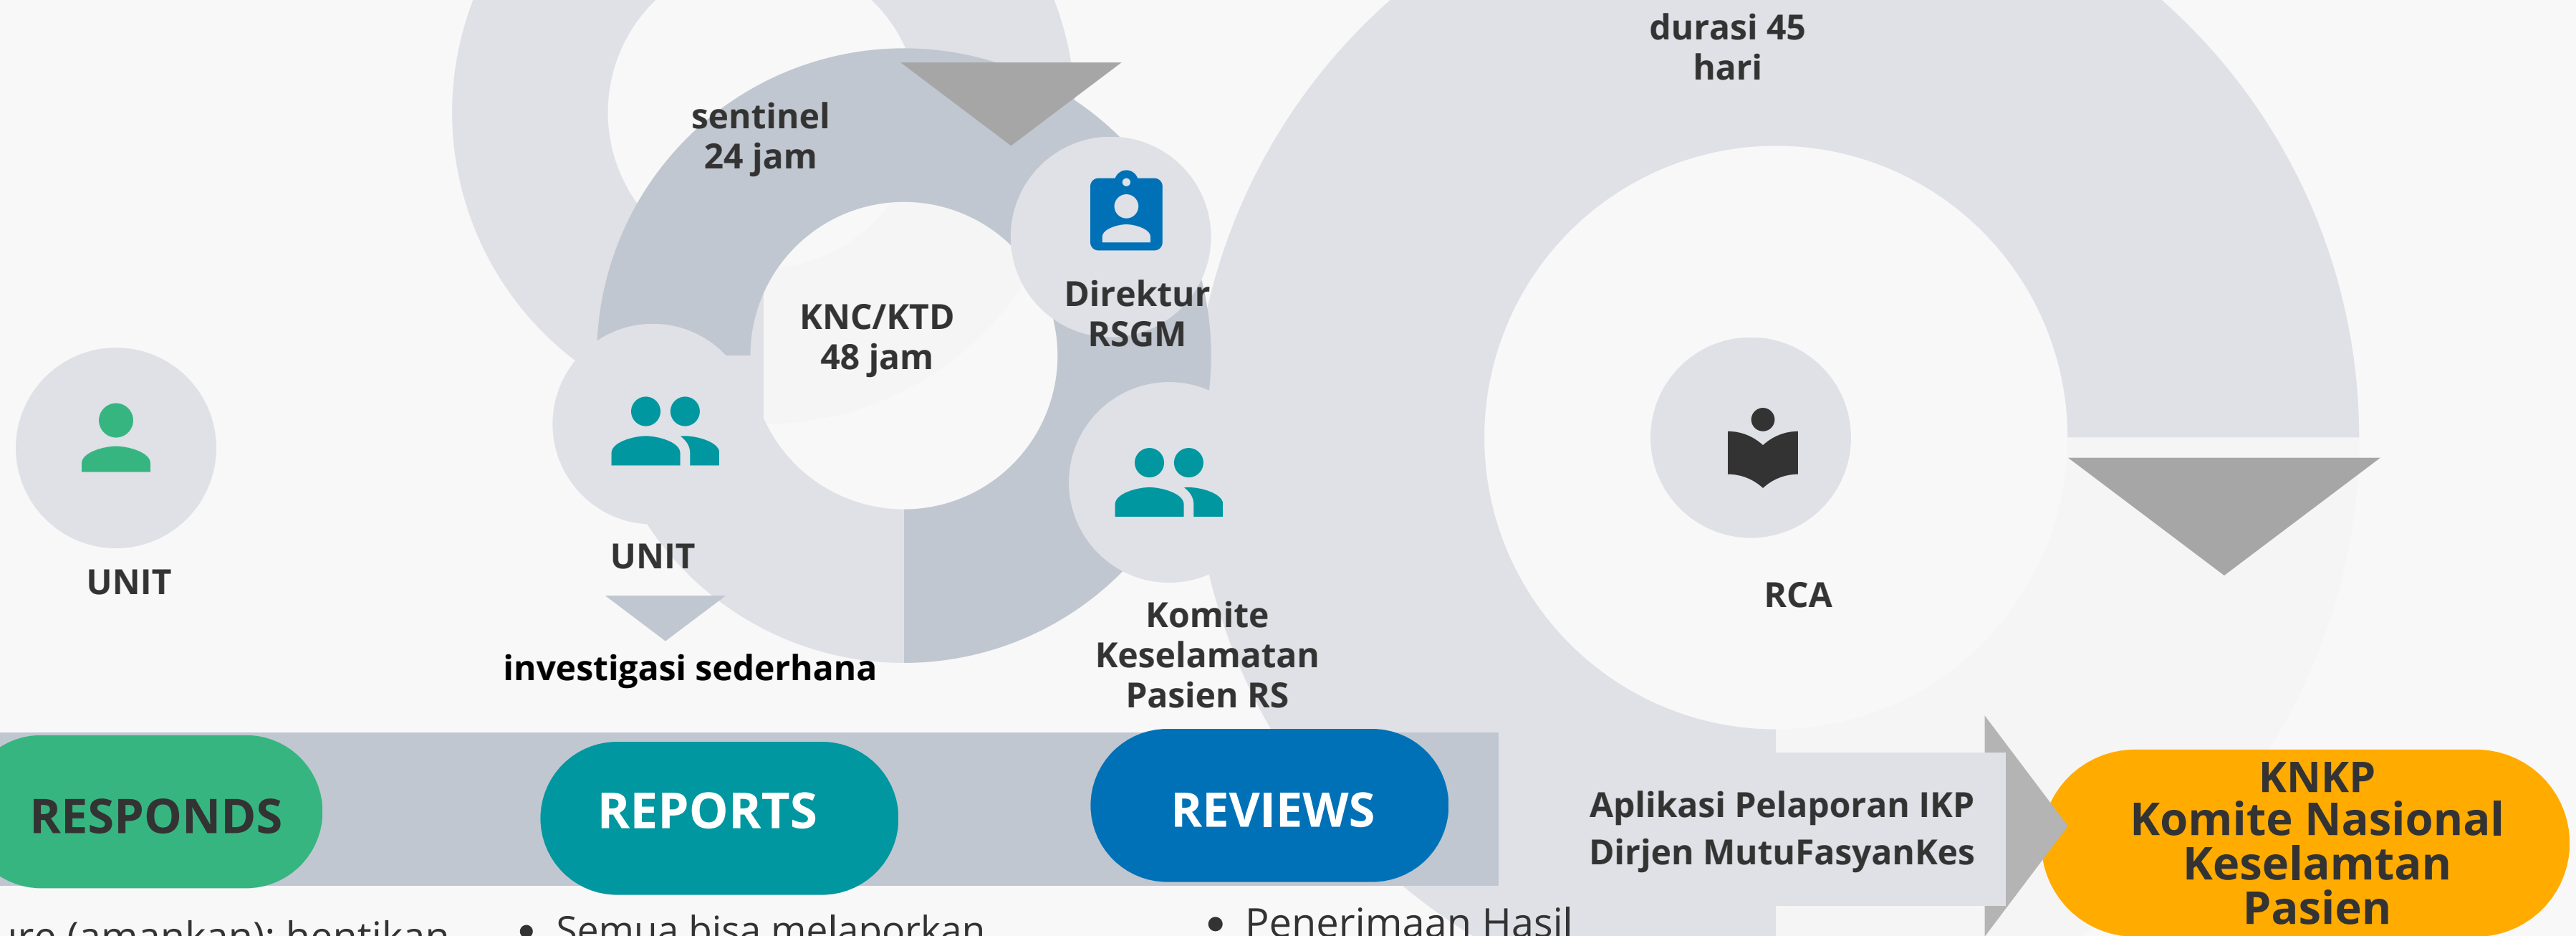 durasi 45
hari
sentinel
24 jam
KNC/KTD
48 jam
Direktur
RSGM
UNIT
UNIT
investigasi sederhana
Komite
Keselamatan
Pasien RS
RCA
RESPONDS
REPORTS
REVIEWS
Aplikasi Pelaporan IKP
Dirjen MutuFasyanKes
KNKP
Komite Nasional
Keselamtan
Pasien
(amankan): hentikan
• Semua bisa melaporkan
• Penerimaan Hasil